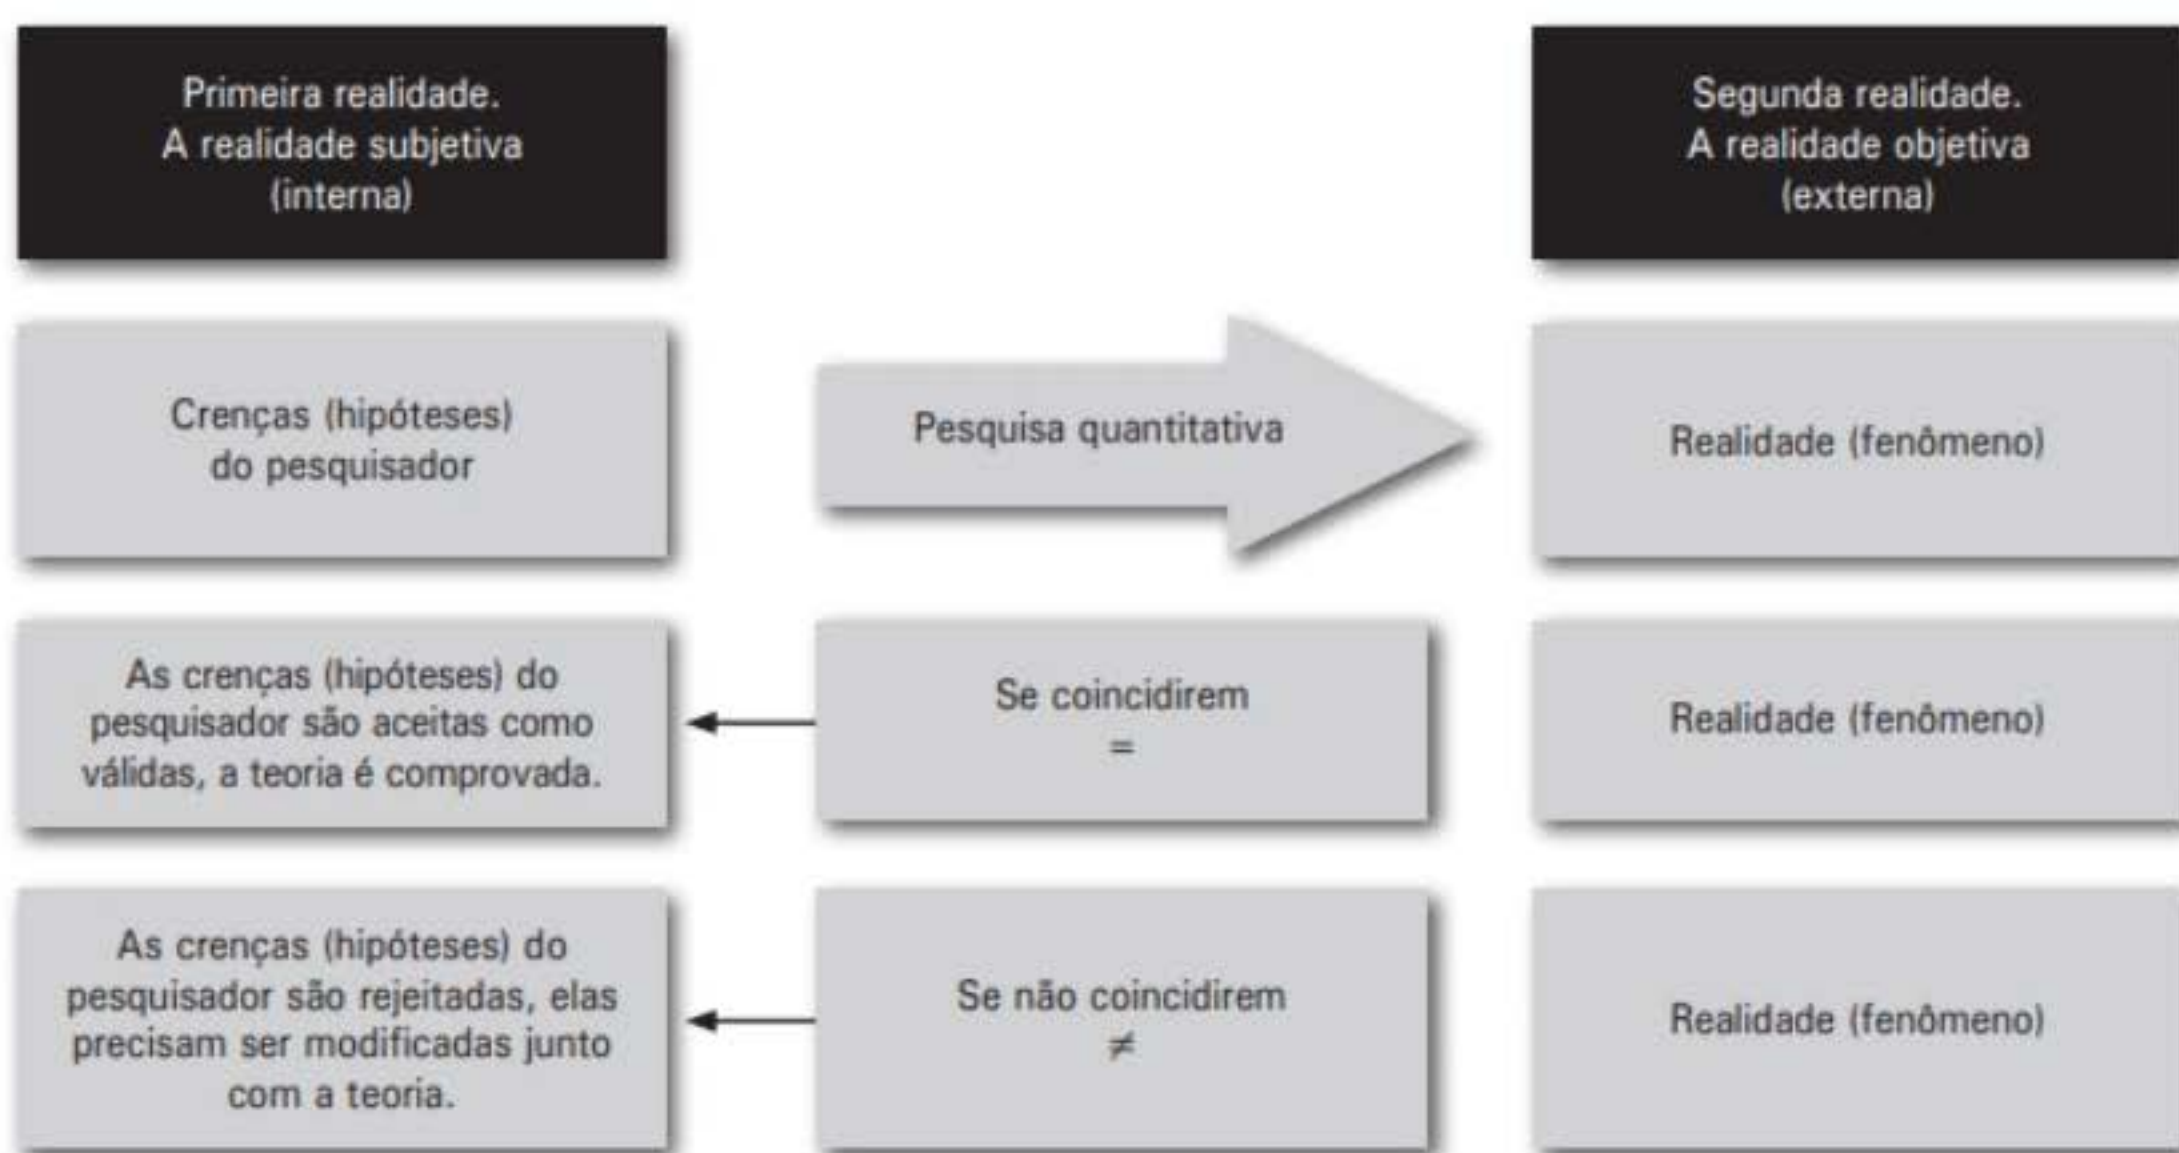 Primeira realidade.
A realidade subjetiva
(interna)
Segunda realidade.
A realidade objetiva
(externa)
Crenças (hipóteses)
do pesquisador
Pesquisa quantitativa
Realidade (fenômeno)
As crenças (hipóteses) do
pesquisador são aceitas como
válidas, a teoria é comprovada.
Se coincidirem
=
Realidade (fenômeno)
As crenças (hipóteses) do
pesquisador são rejeitadas, elas
precisam ser modificadas junto
com a teoria.
Se não coincidirem
≠
Realidade (fenômeno)